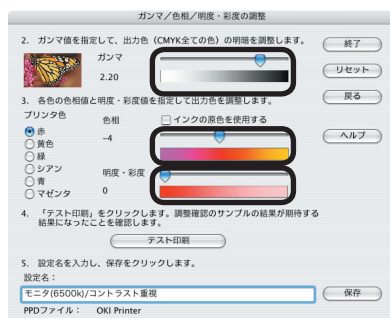 ガンマ/色相/明度・彩度の調整
2. ガンマ値を指定して、出力色（CMYK全ての色）の明暗を調整します。
終了
ガンマ
2.20
リセット
3. 各色の色相値と明度・彩度値を指定して出力色を調整します。
戻る
プリンタ色
色相
インクの原色を使用する
赤
-4
ヘルプ
黄色
緑
シアン
明度・彩度
青
0
マゼンタ
4. 「テスト印刷」をクリックします。調整確認のサンプルの結果が期待する
結果になったことを確認します。
テスト印刷
5. 設定名を入力し、保存をクリックします。
設定名：
モニタ(6500k)/コントラスト重視
保存
PPDファイル： OKI Printer